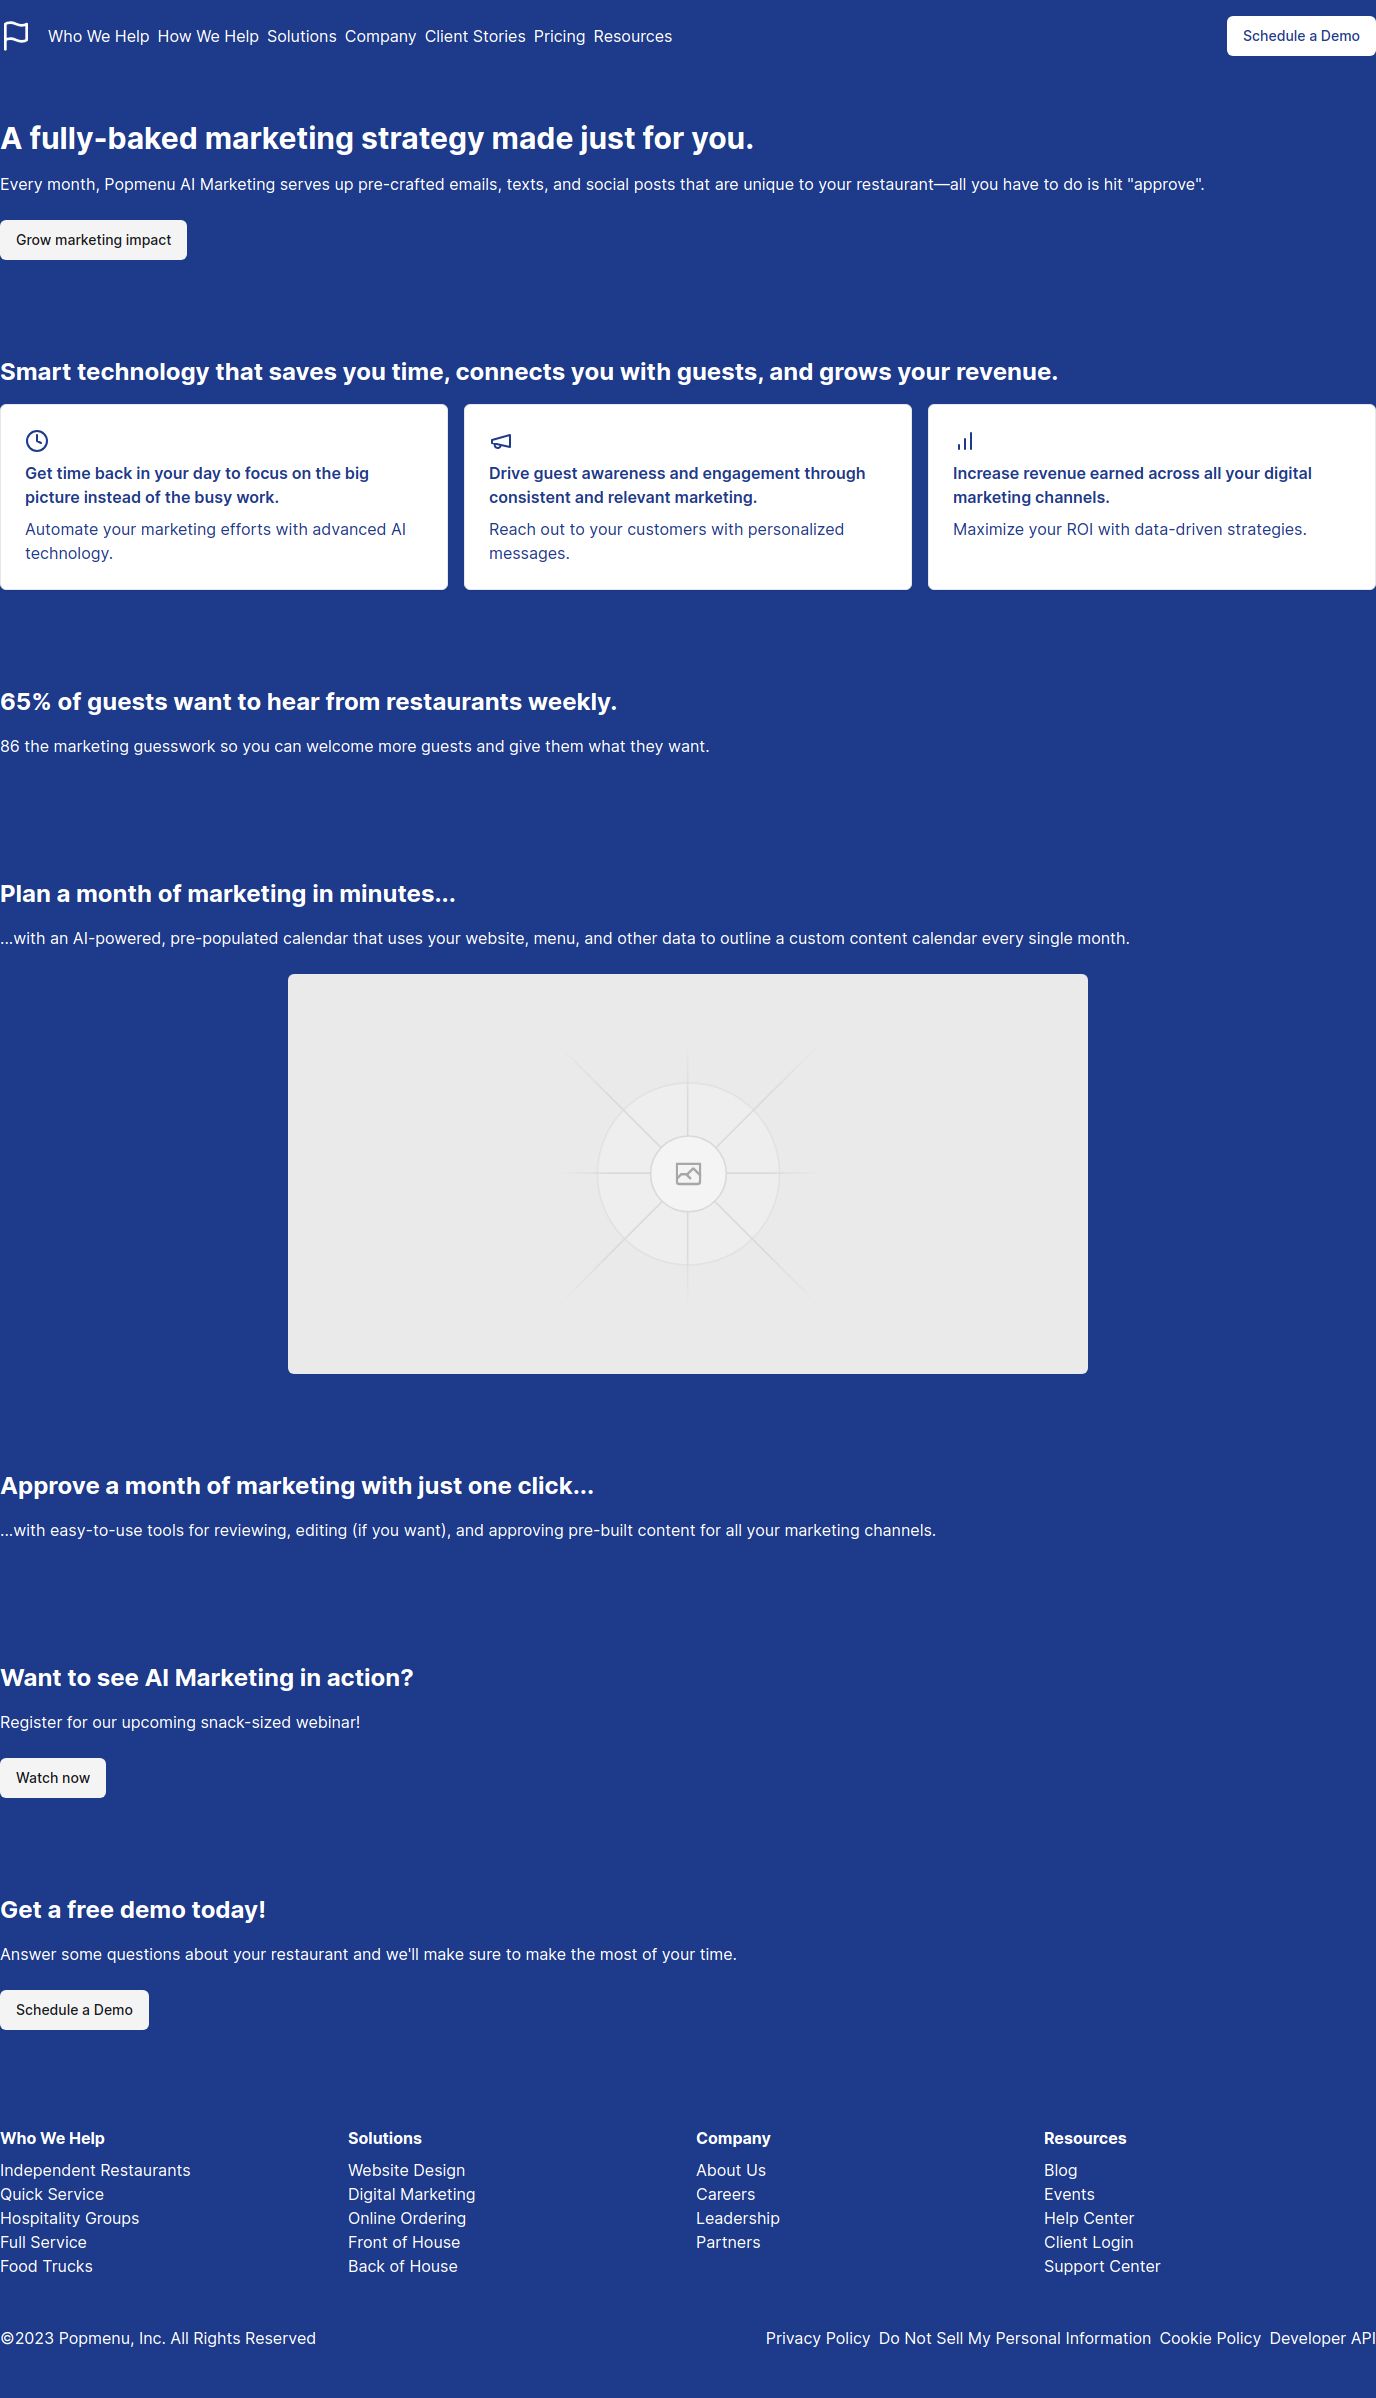 Who We Help How We Help Solutions Company Client Stories Pricing Resources
Schedule a Demo
A fully-baked marketing strategy made just for you.
Every month, Popmenu AI Marketing serves up pre-crafted emails, texts, and social posts that are unique to your restaurant—all you have to do is hit "approve".
Grow marketing impact
Smart technology that saves you time, connects you with guests, and grows your revenue.
Get time back in your day to focus on the big
picture instead of the busy work.
Automate your marketing efforts with advanced AI
technology.
Drive guest awareness and engagement through
consistent and relevant marketing.
Reach out to your customers with personalized
messages.
Increase revenue earned across all your digital
marketing channels.
Maximize your ROI with data-driven strategies.
65% of guests want to hear from restaurants weekly.
86 the marketing guesswork so you can welcome more guests and give them what they want.
Plan a month of marketing in minutes...
...with an AI-powered, pre-populated calendar that uses your website, menu, and other data to outline a custom content calendar every single month.
Approve a month of marketing with just one click...
...with easy-to-use tools for reviewing, editing (if you want), and approving pre-built content for all your marketing channels.
Want to see AI Marketing in action?
Register for our upcoming snack-sized webinar!
Watch now
Get a free demo today!
Answer some questions about your restaurant and we'll make sure to make the most of your time.
Schedule a Demo
Who We Help
Independent Restaurants
Quick Service
Hospitality Groups
Full Service
Food Trucks
Solutions
Website Design
Digital Marketing
Online Ordering
Front of House
Back of House
Company
About Us
Careers
Leadership
Partners
Resources
Blog
Events
Help Center
Client Login
Support Center
©2023 Popmenu, Inc. All Rights Reserved
Privacy Policy Do Not Sell My Personal Information Cookie Policy Developer API